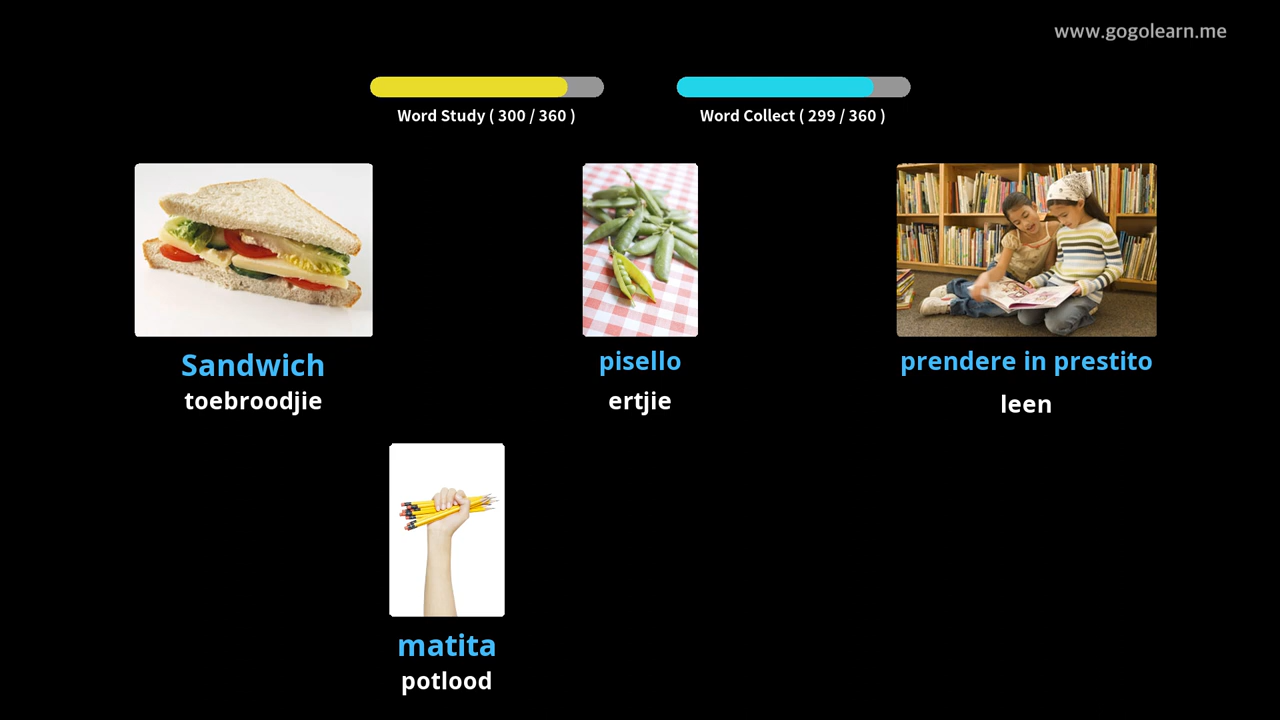 www.gogolearn.me
Word Study ( 300 / 360 )
Word Collect ( 299 / 360 )
Sandwich
toebroodjie
pisello
ertjie
prendere in prestito
leen
matita
potlood